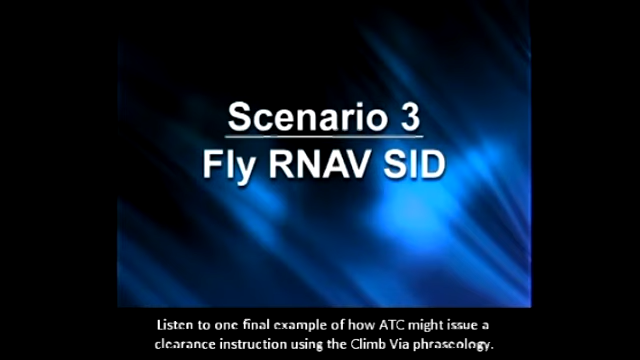 Scenario 3
Fly RNAV SID
Listen to one final example of how ATC might issue a
clearance instruction using the Climb Via phraseology.